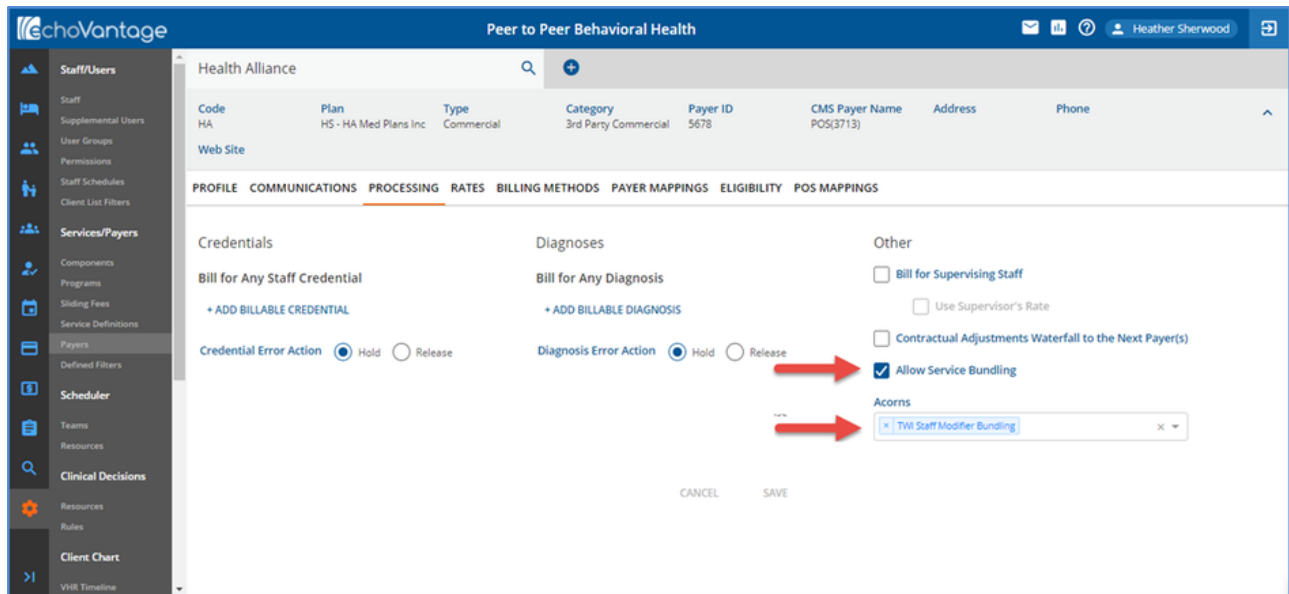 echoVantage
Peer to Peer Behavioral Health
Heather Sherwood
Staff/Users
Staff
Supplemental Users
User Groups
Permissions
Staff Schedules
Client List Filters
Services/Payers
Components
Programs
Sliding Fees
Service Definitions
Payers
Defined Filters
Scheduler
Teams
Resources
Clinical Decisions
Resources
Rules
Client Chart
VHR Timeline
Health Alliance
Code Plan Type Category Payer ID CMS Payer Name Address Phone
HA HS - HA Med Plans Inc Commercial 3rd Party Commercial 5678 POS(3713)
Web Site
PROFILE COMMUNICATIONS PROCESSING RATES BILLING METHODS PAYER MAPPINGS ELIGIBILITY POS MAPPINGS
Credentials
Bill for Any Staff Credential
+ ADD BILLABLE CREDENTIAL
Credential Error Action Hold Release
Diagnoses
Bill for Any Diagnosis
+ ADD BILLABLE DIAGNOSIS
Diagnosis Error Action Hold Release
Other
Bill for Supervising Staff
Use Supervisor's Rate
Contractual Adjustments Waterfall to the Next Payer(s)
Allow Service Bundling
Acorns
× TWI Staff Modifier Bundling ×
CANCEL SAVE